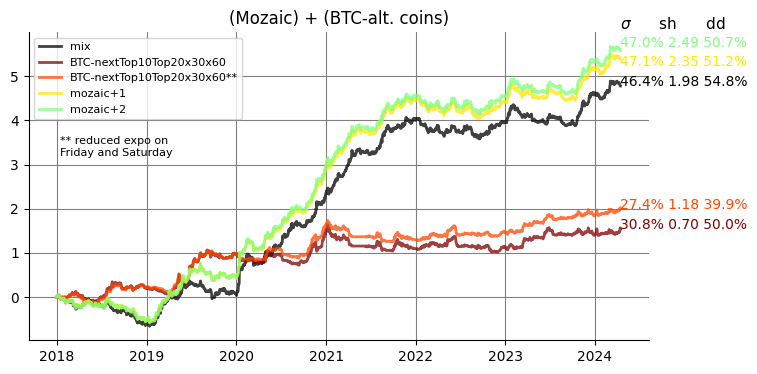 (Mozaic) + (BTC-alt. coins)
σ sh dd
47.0% 2.49 50.7%
47.1% 2.35 51.2%
46.4% 1.98 54.8%
mix
BTC-nextTop10Top20x30x60
BTC-nextTop10Top20x30x60**
mozaic+1
mozaic+2
** reduced expo on
Friday and Saturday
27.4% 1.18 39.9%
30.8% 0.70 50.0%
5
4
3
2
1
0
2018 2019 2020 2021 2022 2023 2024